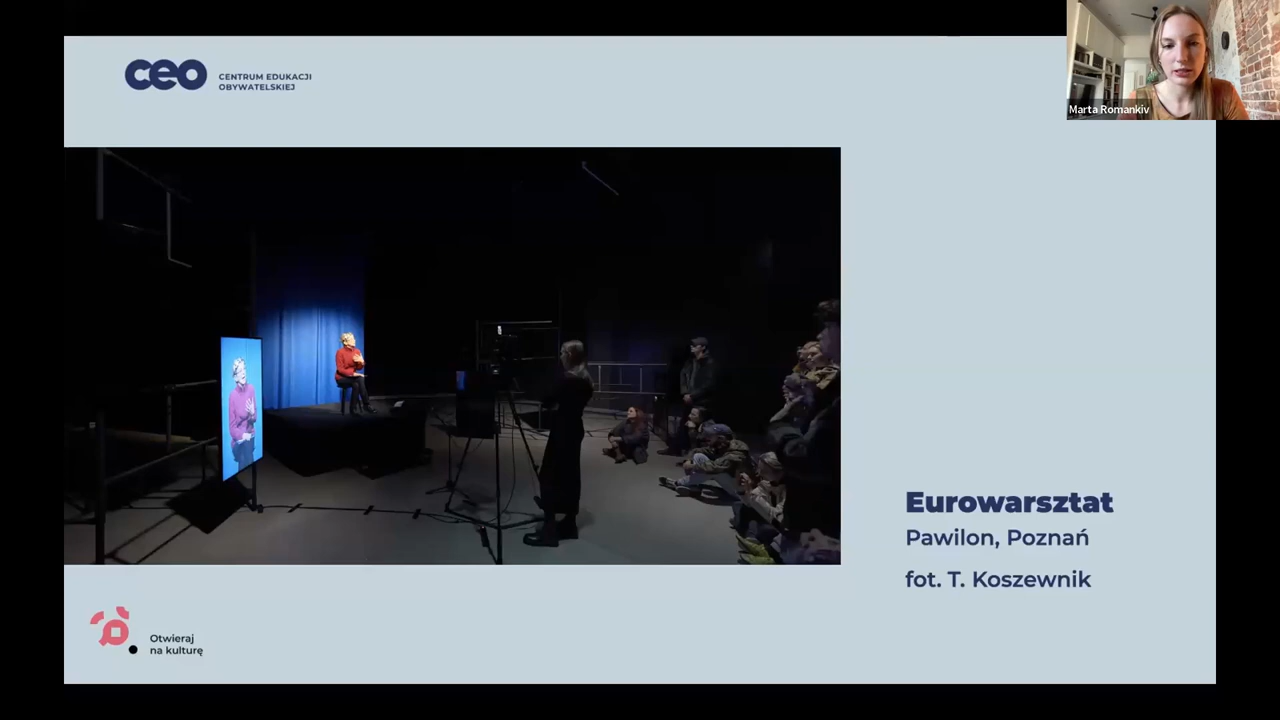 ceo
CENTRUM EDUKACJI
OBYWATELSKIEJ
Marta Romankiv
Eurowarsztat
Pawilon, Poznań
fot. T. Koszewnik
Otwieraj
na kulturę